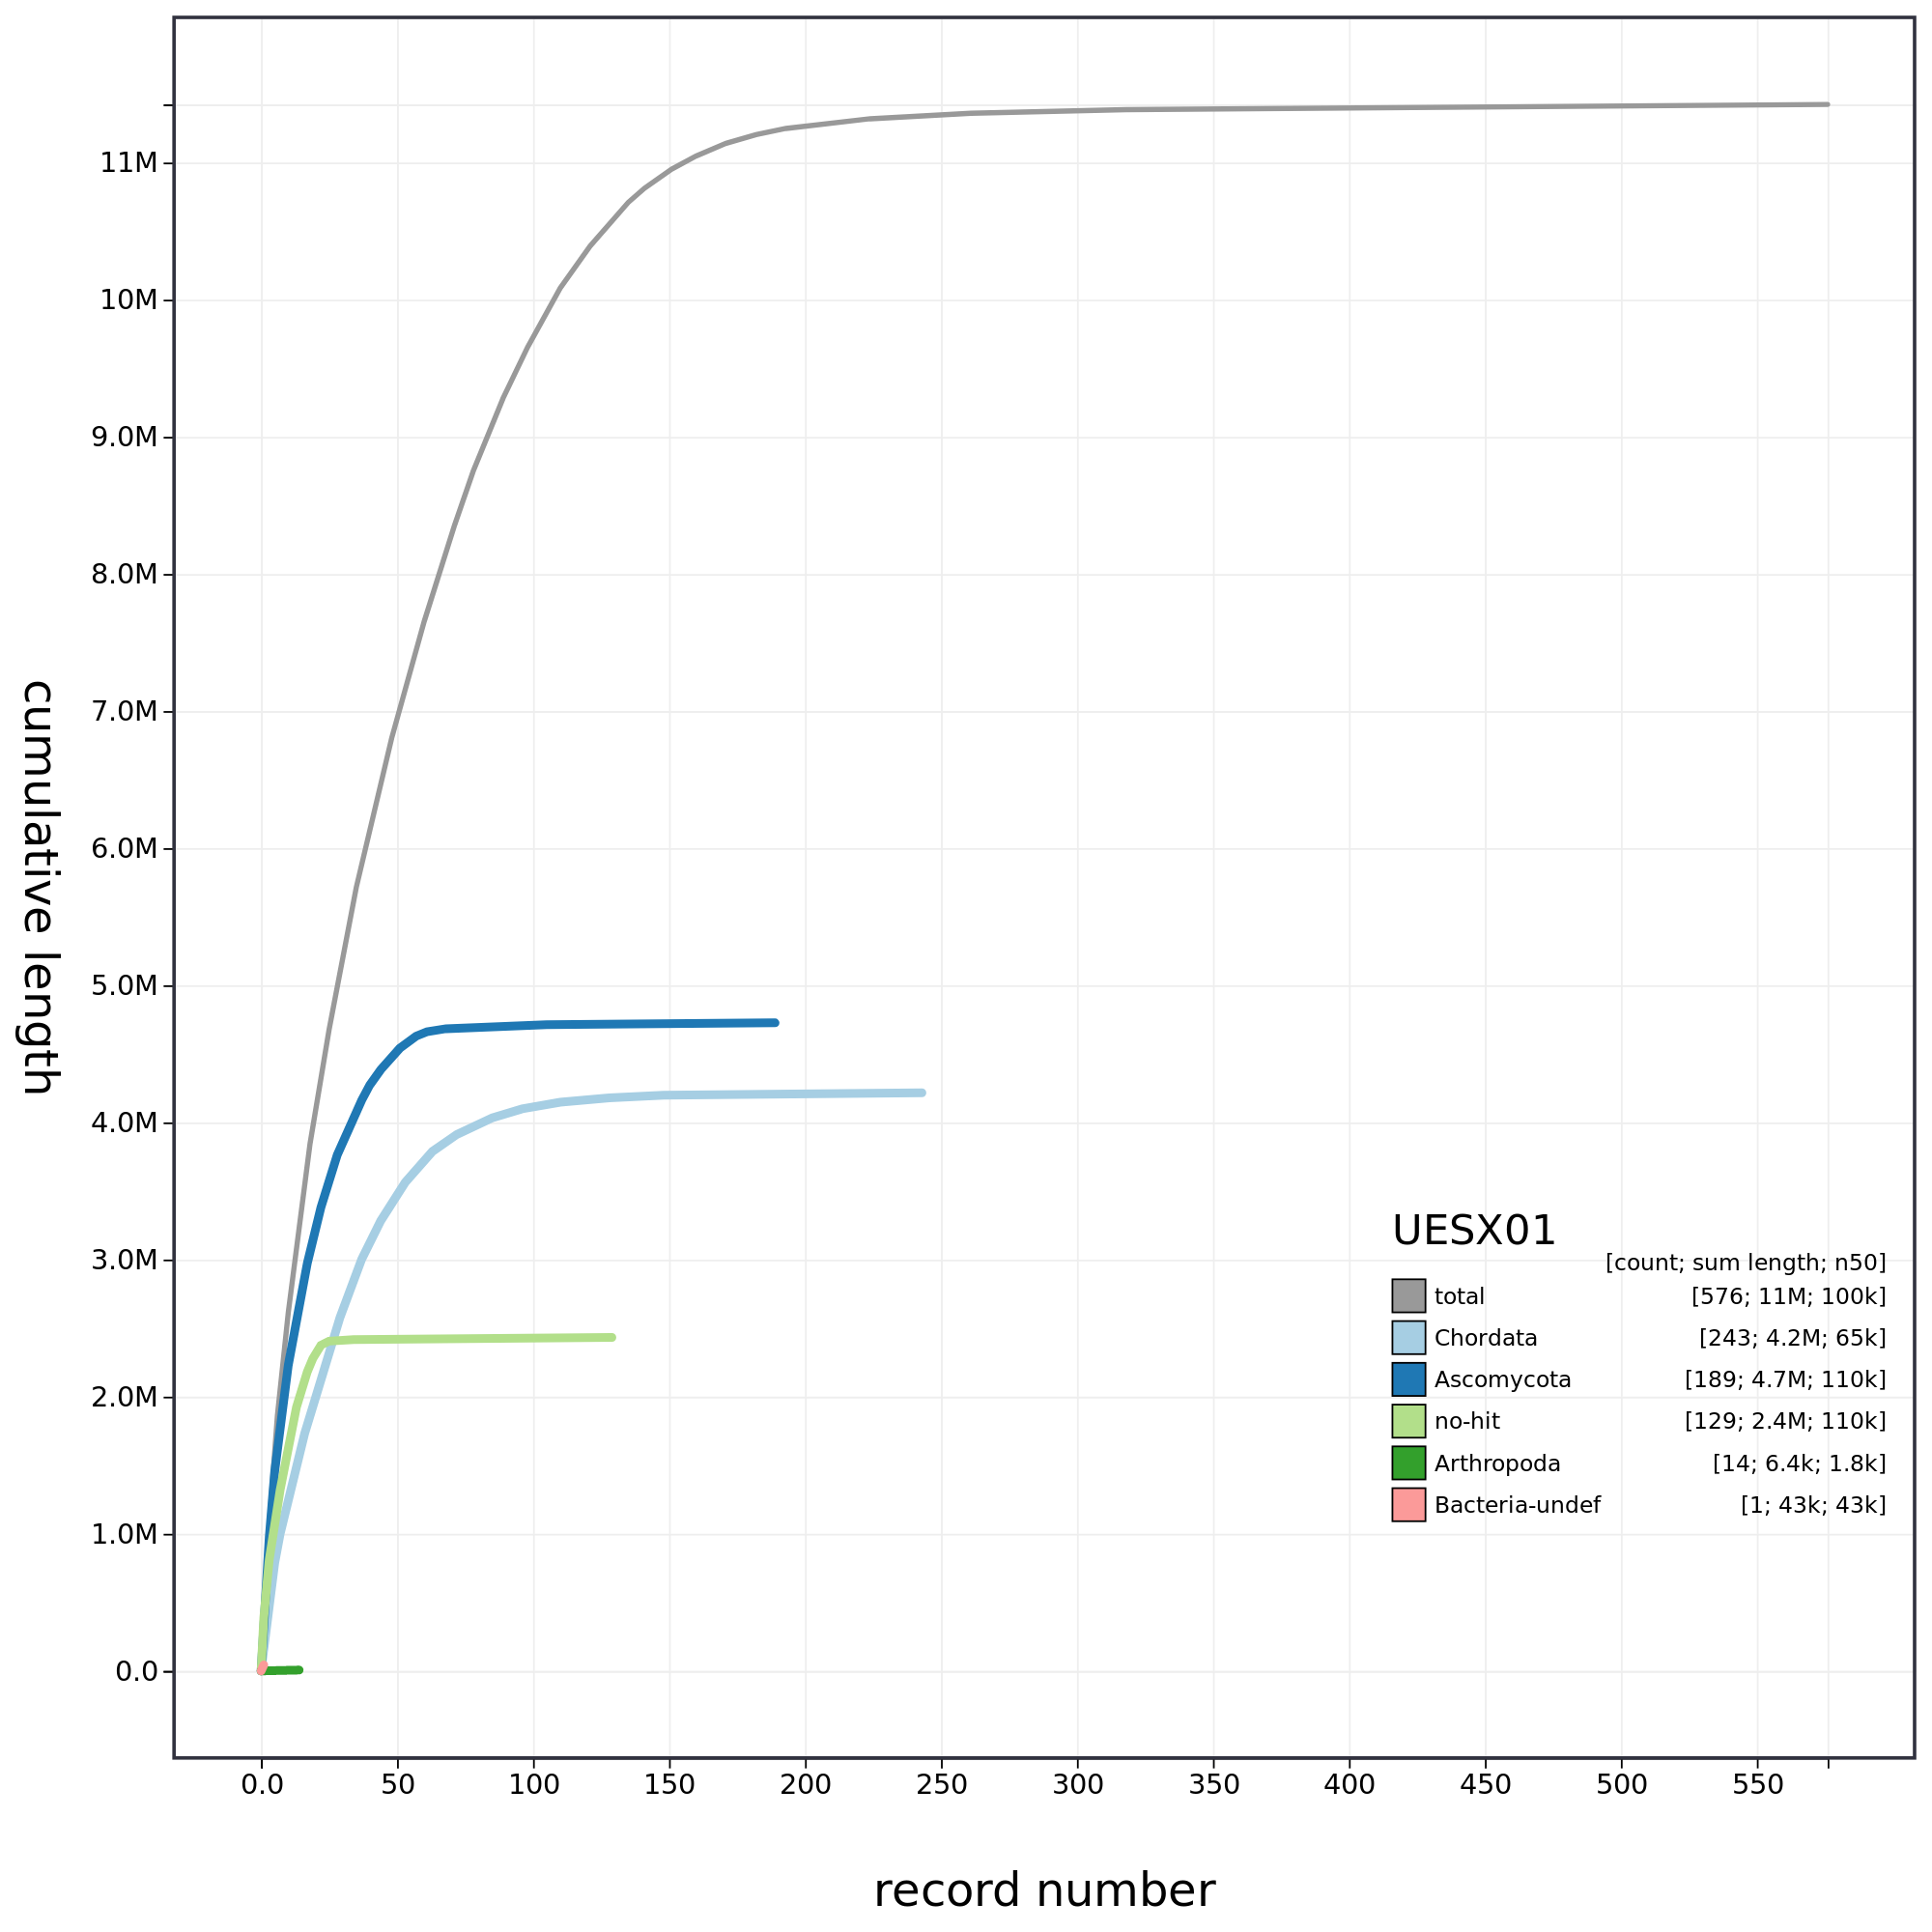 cumulative length
11M
10M
9.0M
8.0M
7.0M
6.0M
5.0M
4.0M
3.0M
2.0M
1.0M
0.0
UESX01
[count; sum length; n50]
total [576; 11M; 100k]
Chordata [243; 4.2M; 65k]
Ascomycota [189; 4.7M; 110k]
no-hit [129; 2.4M; 110k]
Arthropoda [14; 6.4k; 1.8k]
Bacteria-undef [1; 43k; 43k]
0.0 50 100 150 200 250 300 350 400 450 500 550
record number